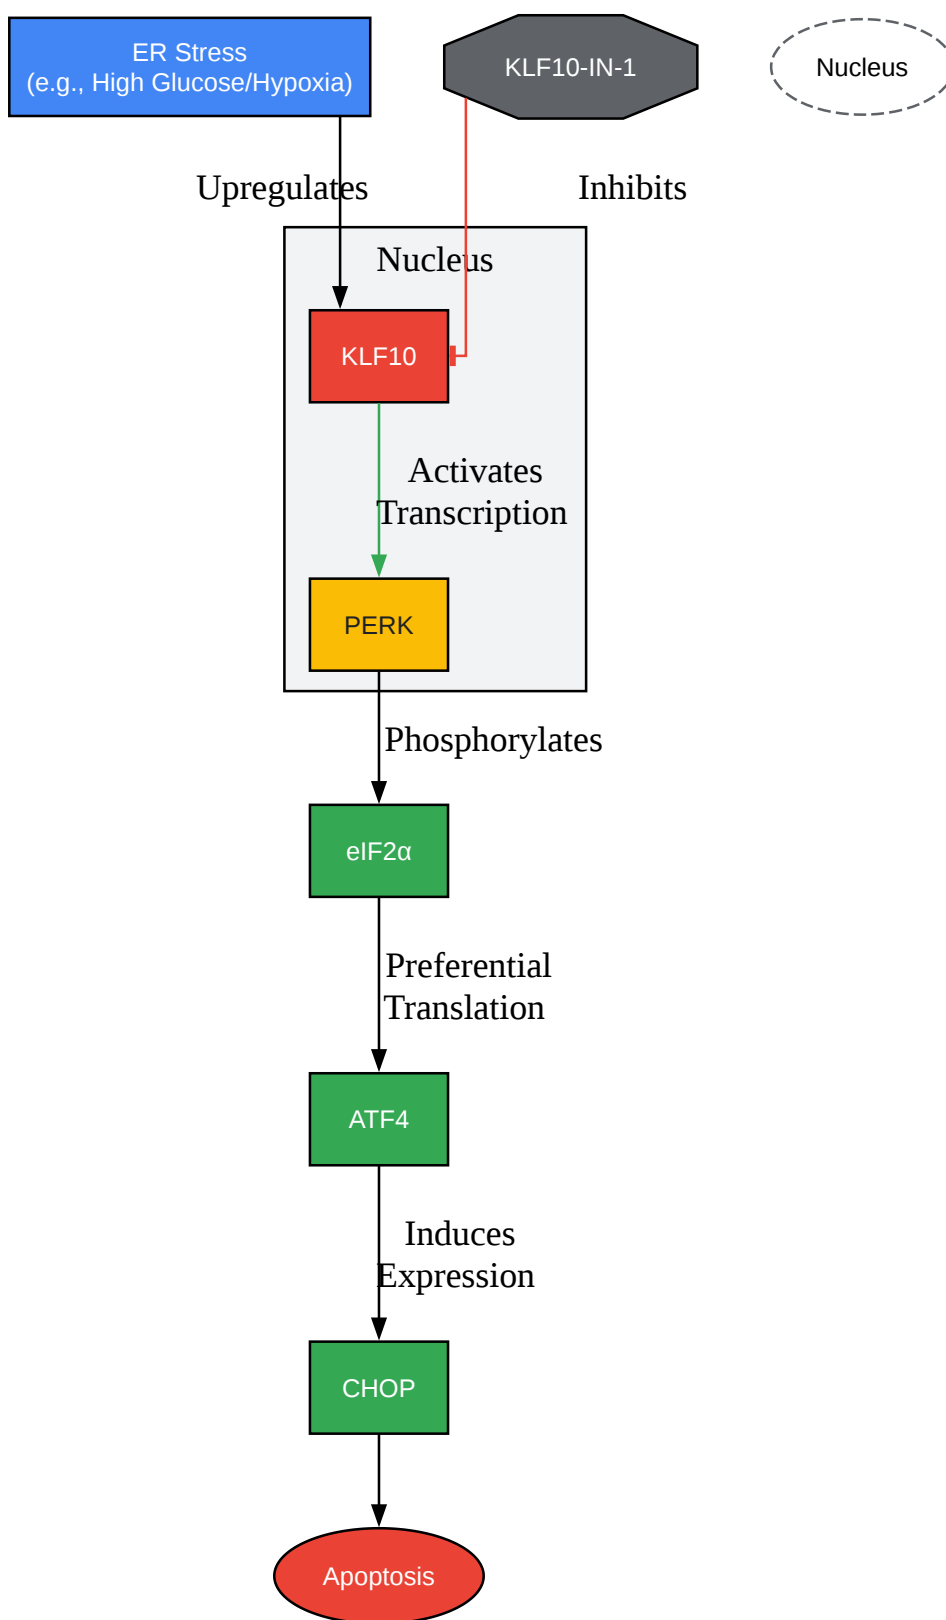 ER Stress
(e.g., High Glucose/Hypoxia)
KLF10-IN-1
Nucleus
Upregulates
Inhibits
Nucleus
KLF10
Activates
Transcription
PERK
Phosphorylates
eIF2α
Preferential
Translation
ATF4
Induces
Expression
CHOP
Apoptosis